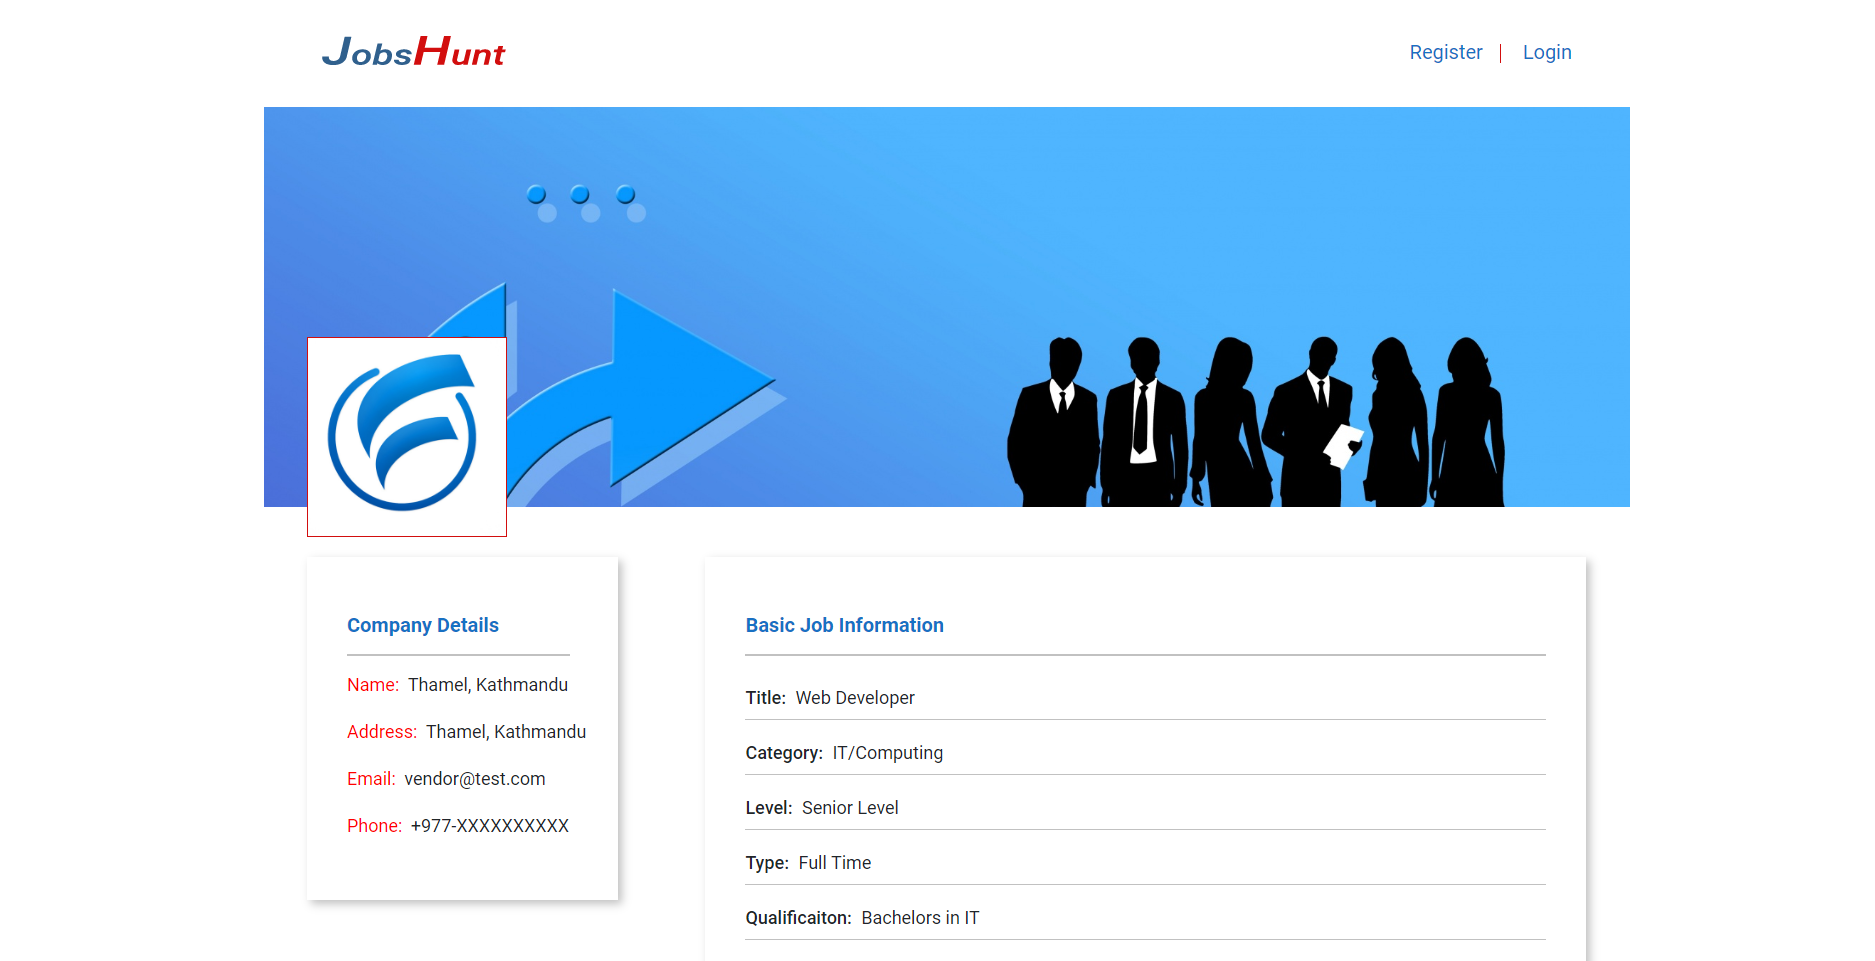 JobsHunt
Register | Login
Company Details
Name: Thamel, Kathmandu
Address: Thamel, Kathmandu
Email: vendor@test.com
Phone: +977-XXXXXXXXXX
Basic Job Information
Title: Web Developer
Category: IT/Computing
Level: Senior Level
Type: Full Time
Qualificaiton: Bachelors in IT